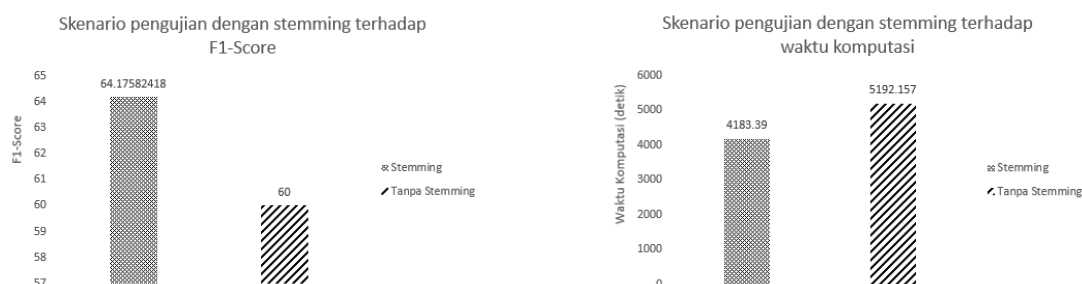 Skenario pengujian dengan stemming terhadap
F1-Score
65
64
63
62
61
60
59
58
57
F1-Score
64.17582418
60
Stemming
Tanpa Stemming
Skenario pengujian dengan stemming terhadap
waktu komputasi
6000
5000
4000
3000
2000
1000
0
Waktu Komputasi (detik)
4183.39
5192.157
Stemming
Tanpa Stemming